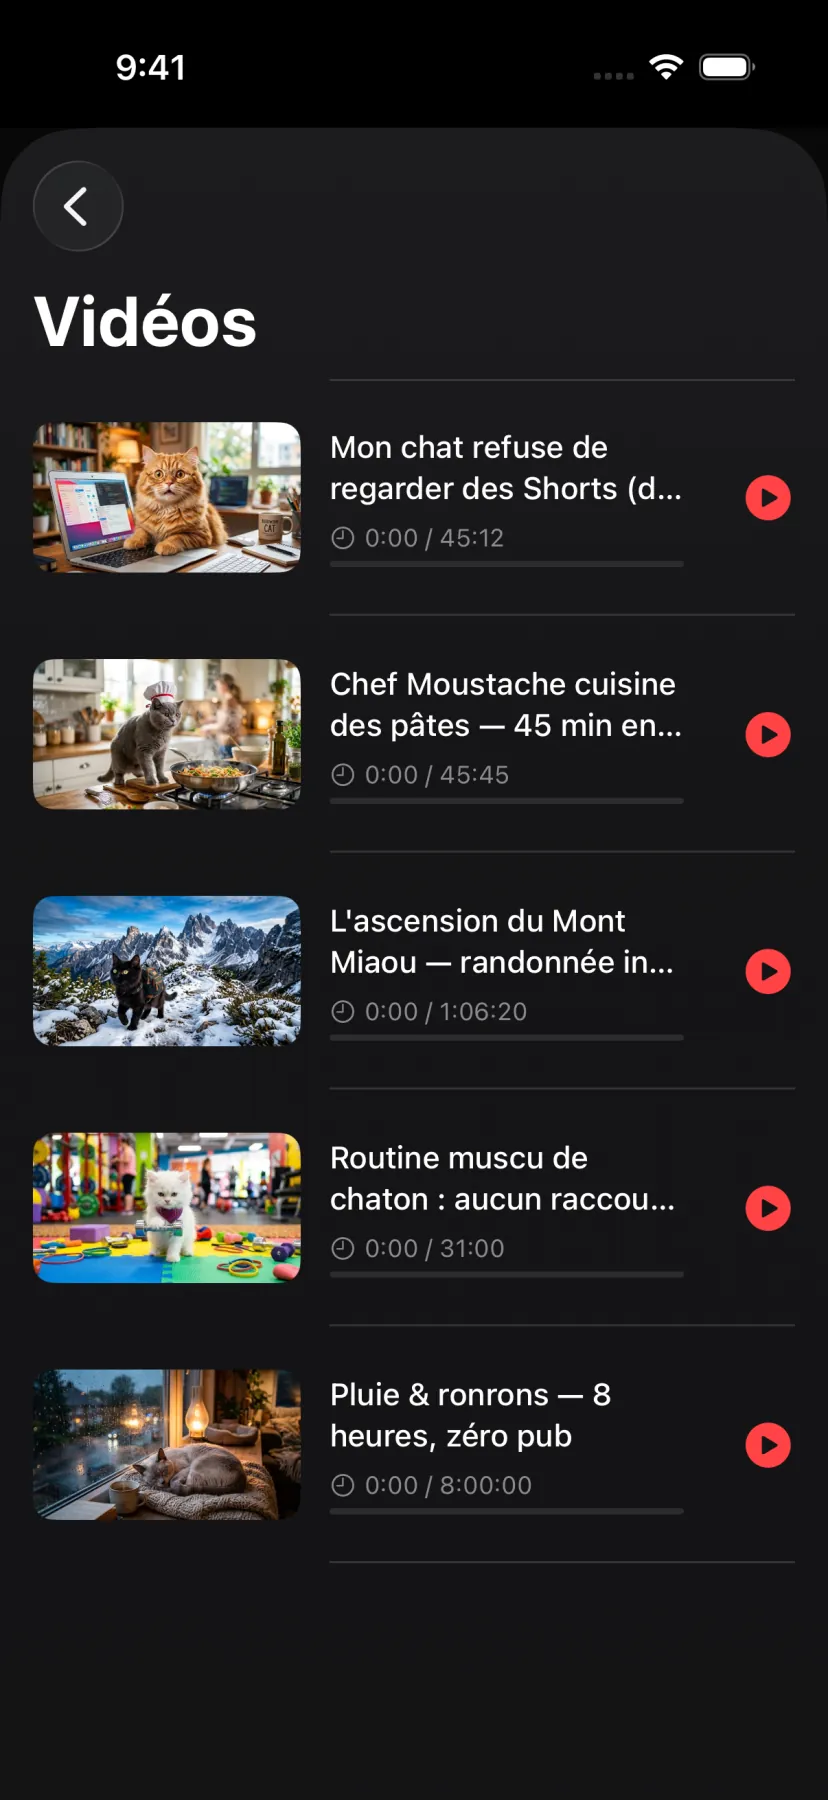 9:41
Vidéos
Mon chat refuse de
regarder des Shorts (d...
0:00 / 45:12
Chef Moustache cuisine
des pâtes — 45 min en...
0:00 / 45:45
L'ascension du Mont
Miaou — randonnée in...
0:00 / 1:06:20
Routine muscu de
chaton : aucun raccou...
0:00 / 31:00
Pluie & ronrons — 8
heures, zéro pub
0:00 / 8:00:00